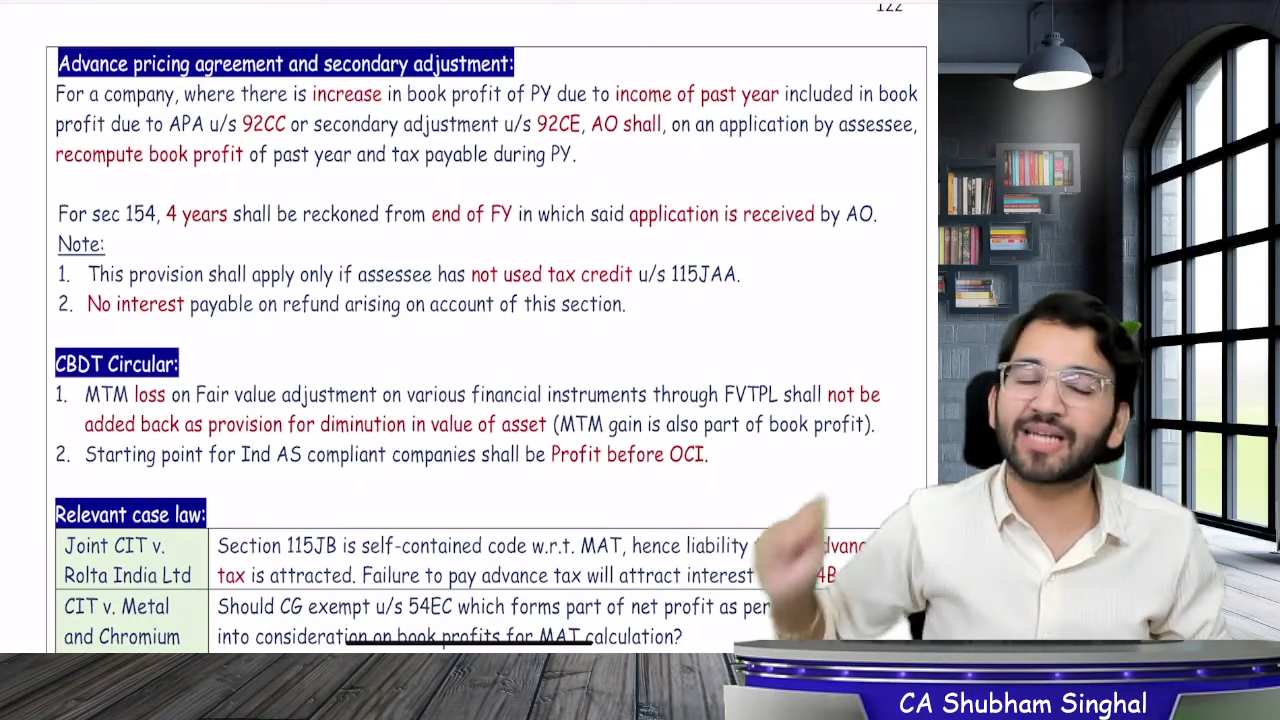 122
Advance pricing agreement and secondary adjustment:
For a company, where there is increase in book profit of PY due to income of past year included in book
profit due to APA u/s 92CC or secondary adjustment u/s 92CE, AO shall, on an application by assessee,
recompute book profit of past year and tax payable during PY.
For sec 154, 4 years shall be reckoned from end of FY in which said application is received by AO.
Note:
1. This provision shall apply only if assessee has not used tax credit u/s 115JAA.
2. No interest payable on refund arising on account of this section.
CBDT Circular:
1. MTM loss on Fair value adjustment on various financial instruments through FVTPL shall not be
added back as provision for diminution in value of asset (MTM gain is also part of book profit).
2. Starting point for Ind AS compliant companies shall be Profit before OCI.
Relevant case law:
Joint CIT v.
Rolta India Ltd
Section 115JB is self-contained code w.r.t. MAT, hence liability
tax is attracted. Failure to pay advance tax will attract interest 4B
CIT v. Metal
and Chromium
Should CG exempt u/s 54EC which forms part of net profit as per
into consideration on book profits for MAT calculation?
CA Shubham Singhal